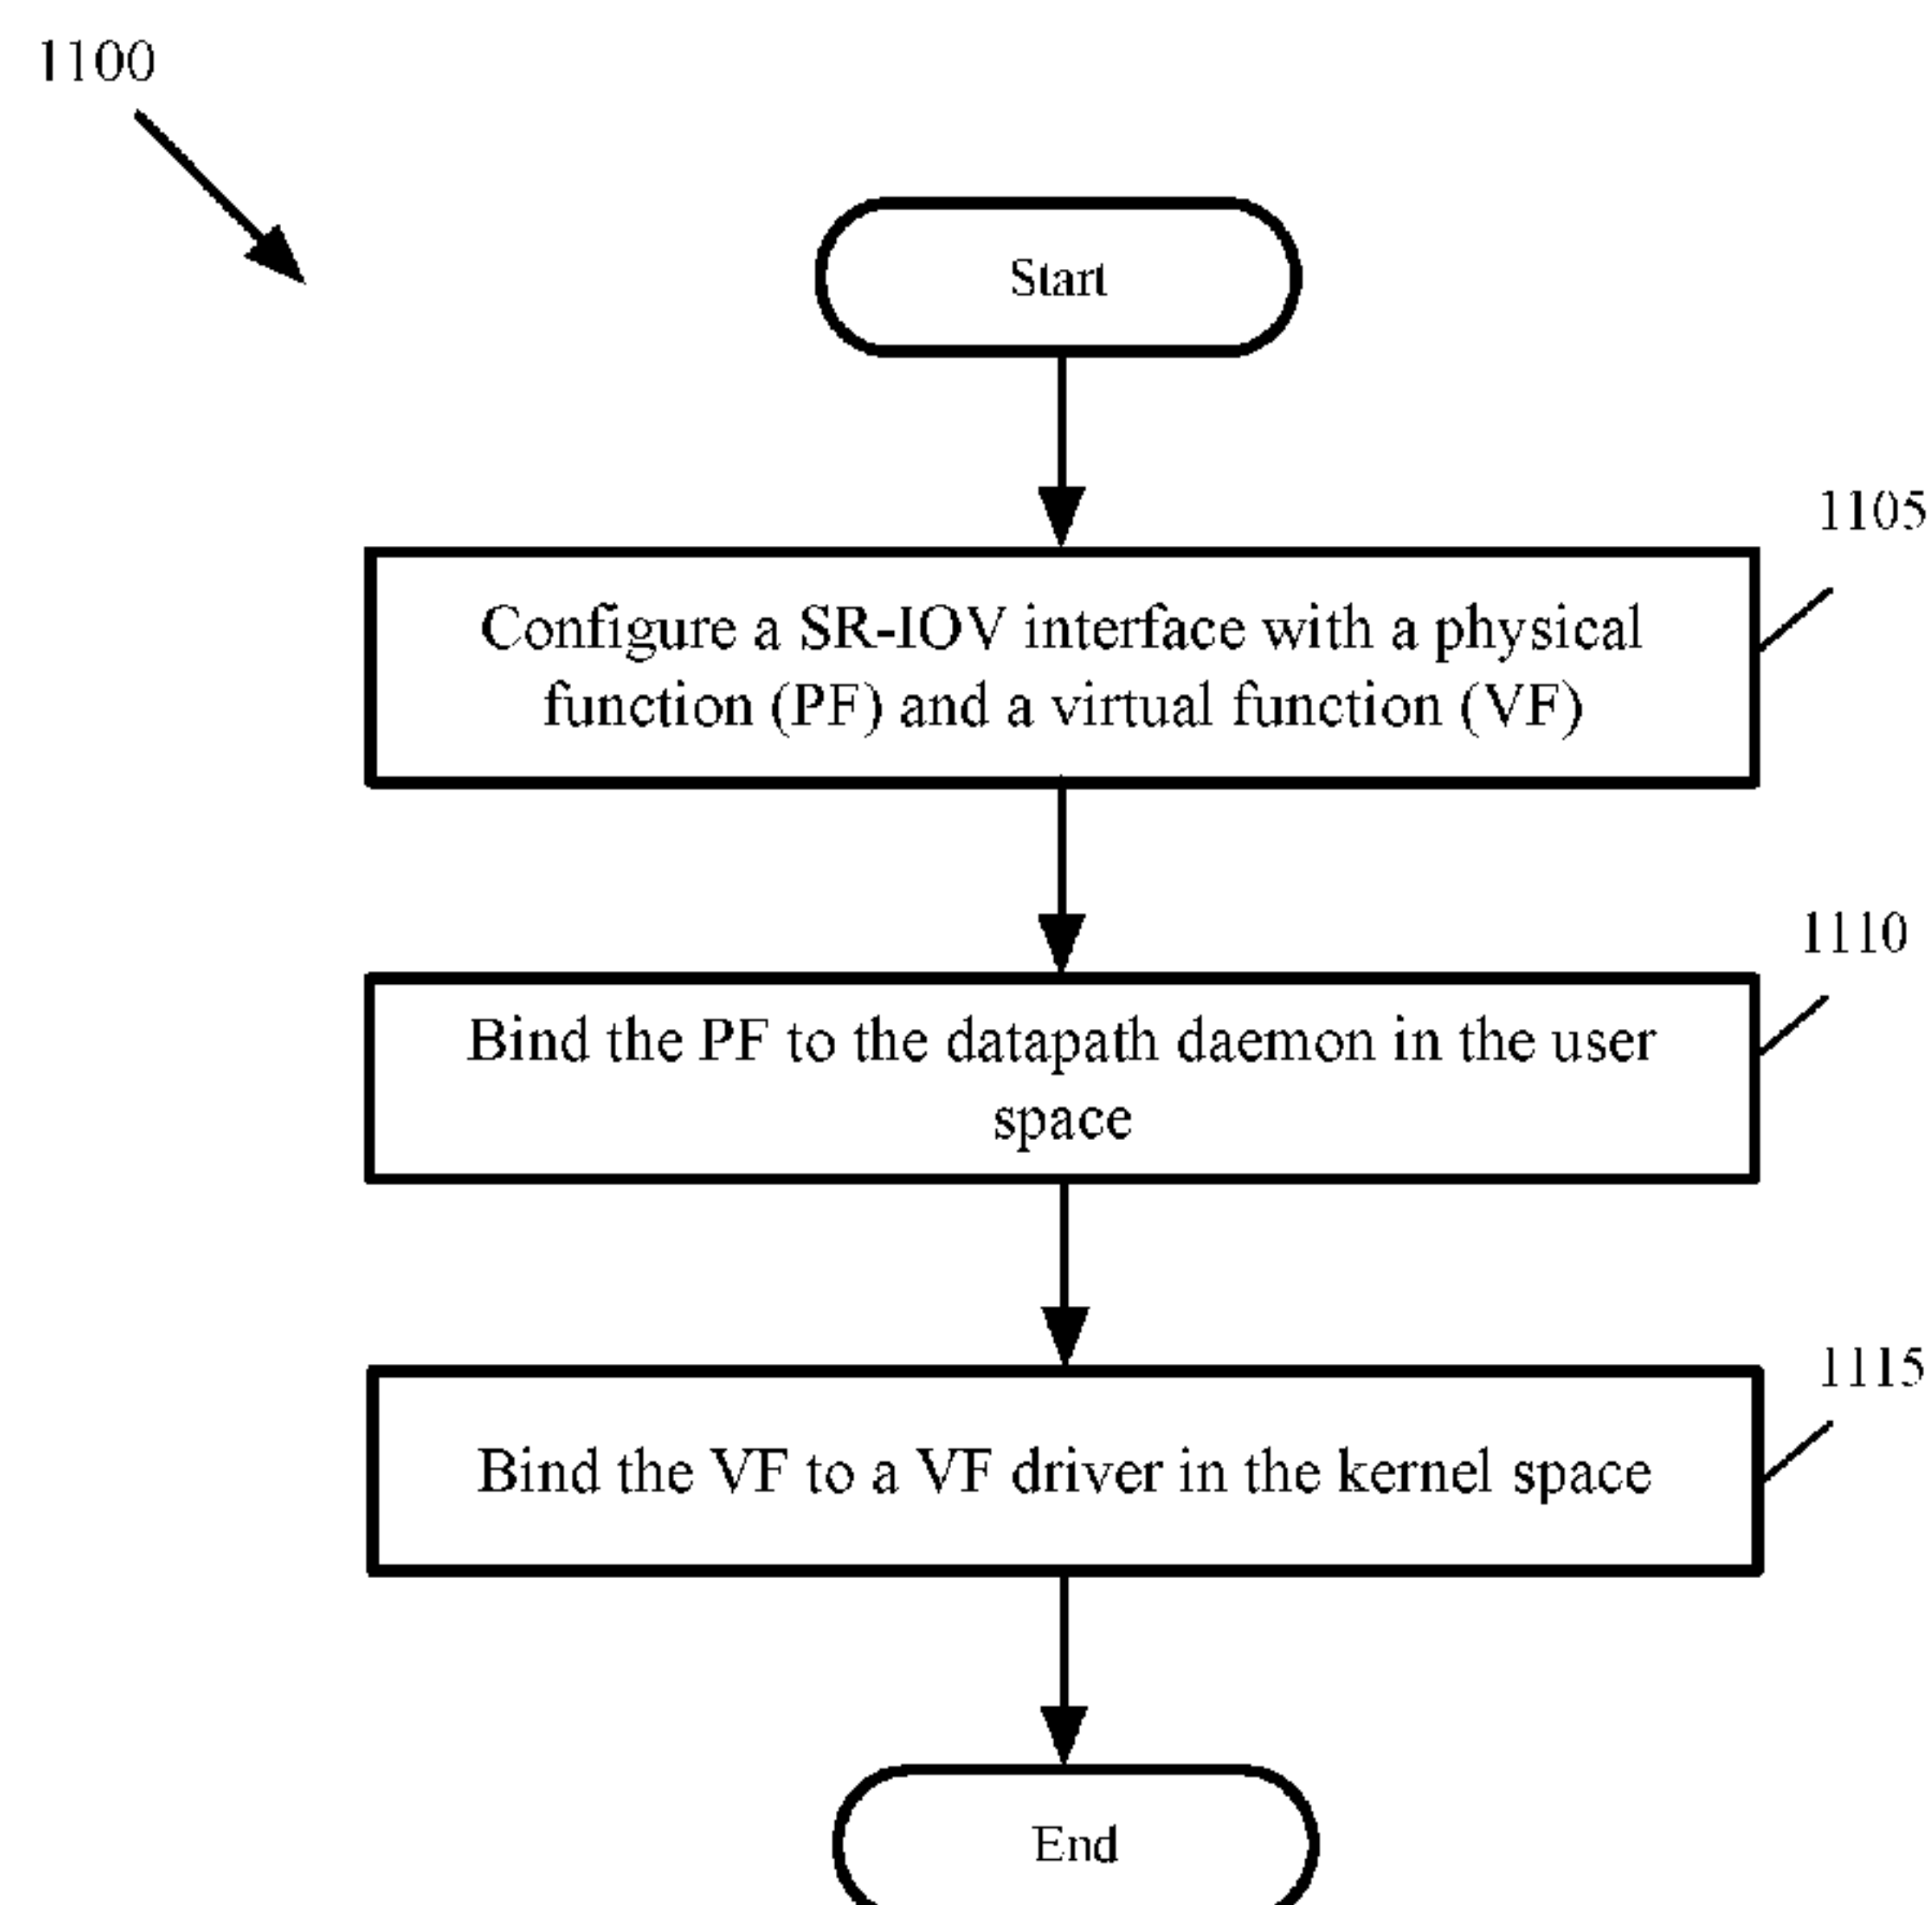 1100
Start
1105
Configure a SR-IOV interface with a physical
function (PF) and a virtual function (VF)
1110
Bind the PF to the datapath daemon in the user
space
1115
Bind the VF to a VF driver in the kernel space
End